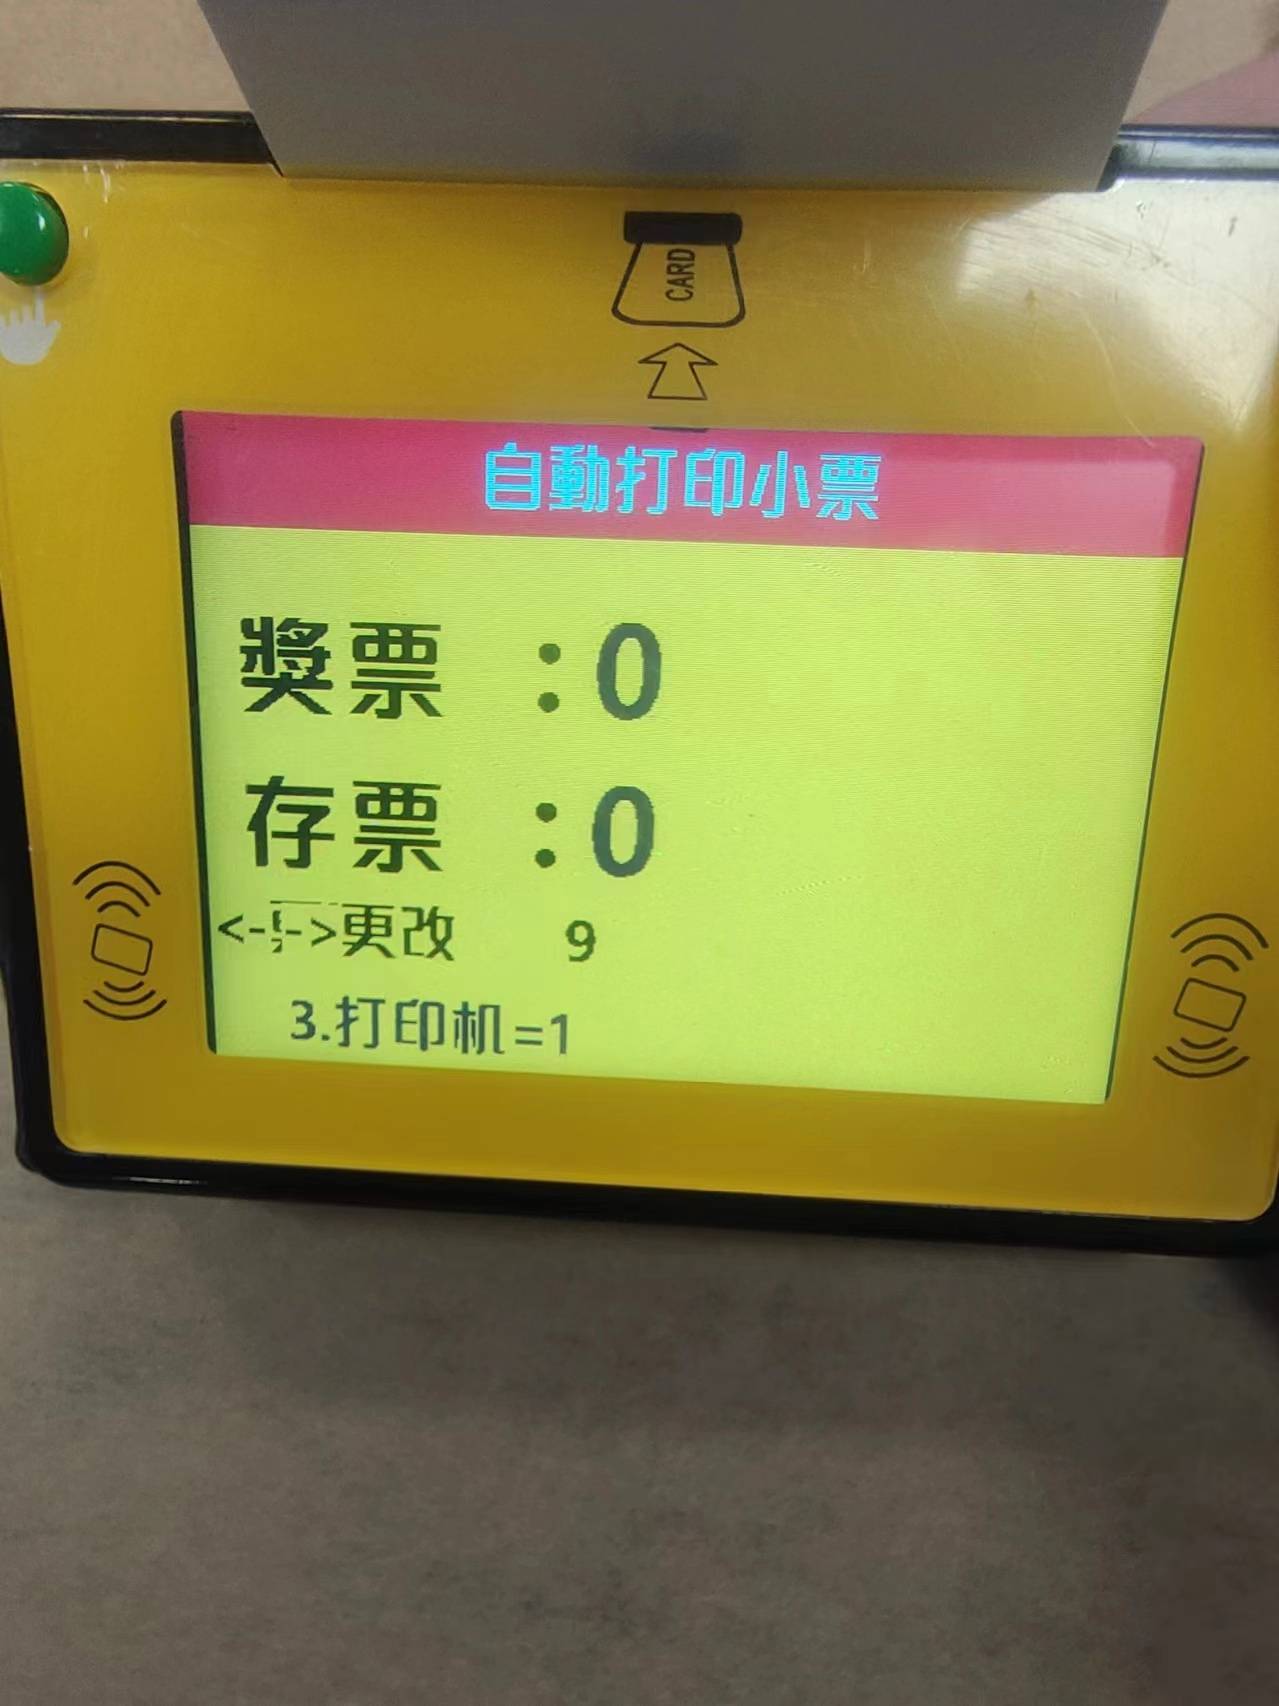 CARD
自動打印小票
獎票 :0
存票 :0
<-->更改 9
3.打印机=1